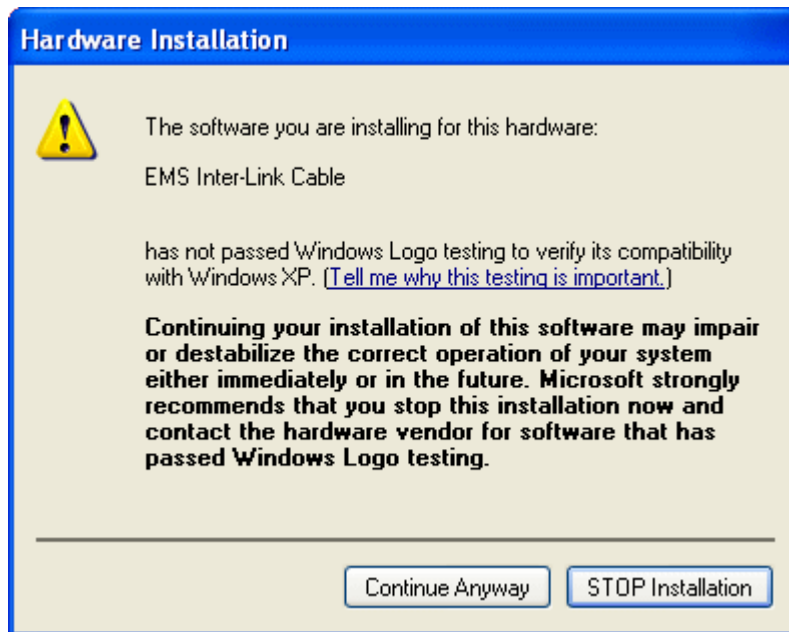 Hardware Installation
The software you are installing for this hardware:
EMS Inter-Link Cable
has not passed Windows Logo testing to verify its compatibility
with Windows XP. (Tell me why this testing is important.)
Continuing your installation of this software may impair
or destabilize the correct operation of your system
either immediately or in the future. Microsoft strongly
recommends that you stop this installation now and
contact the hardware vendor for software that has
passed Windows Logo testing.
Continue Anyway
STOP Installation